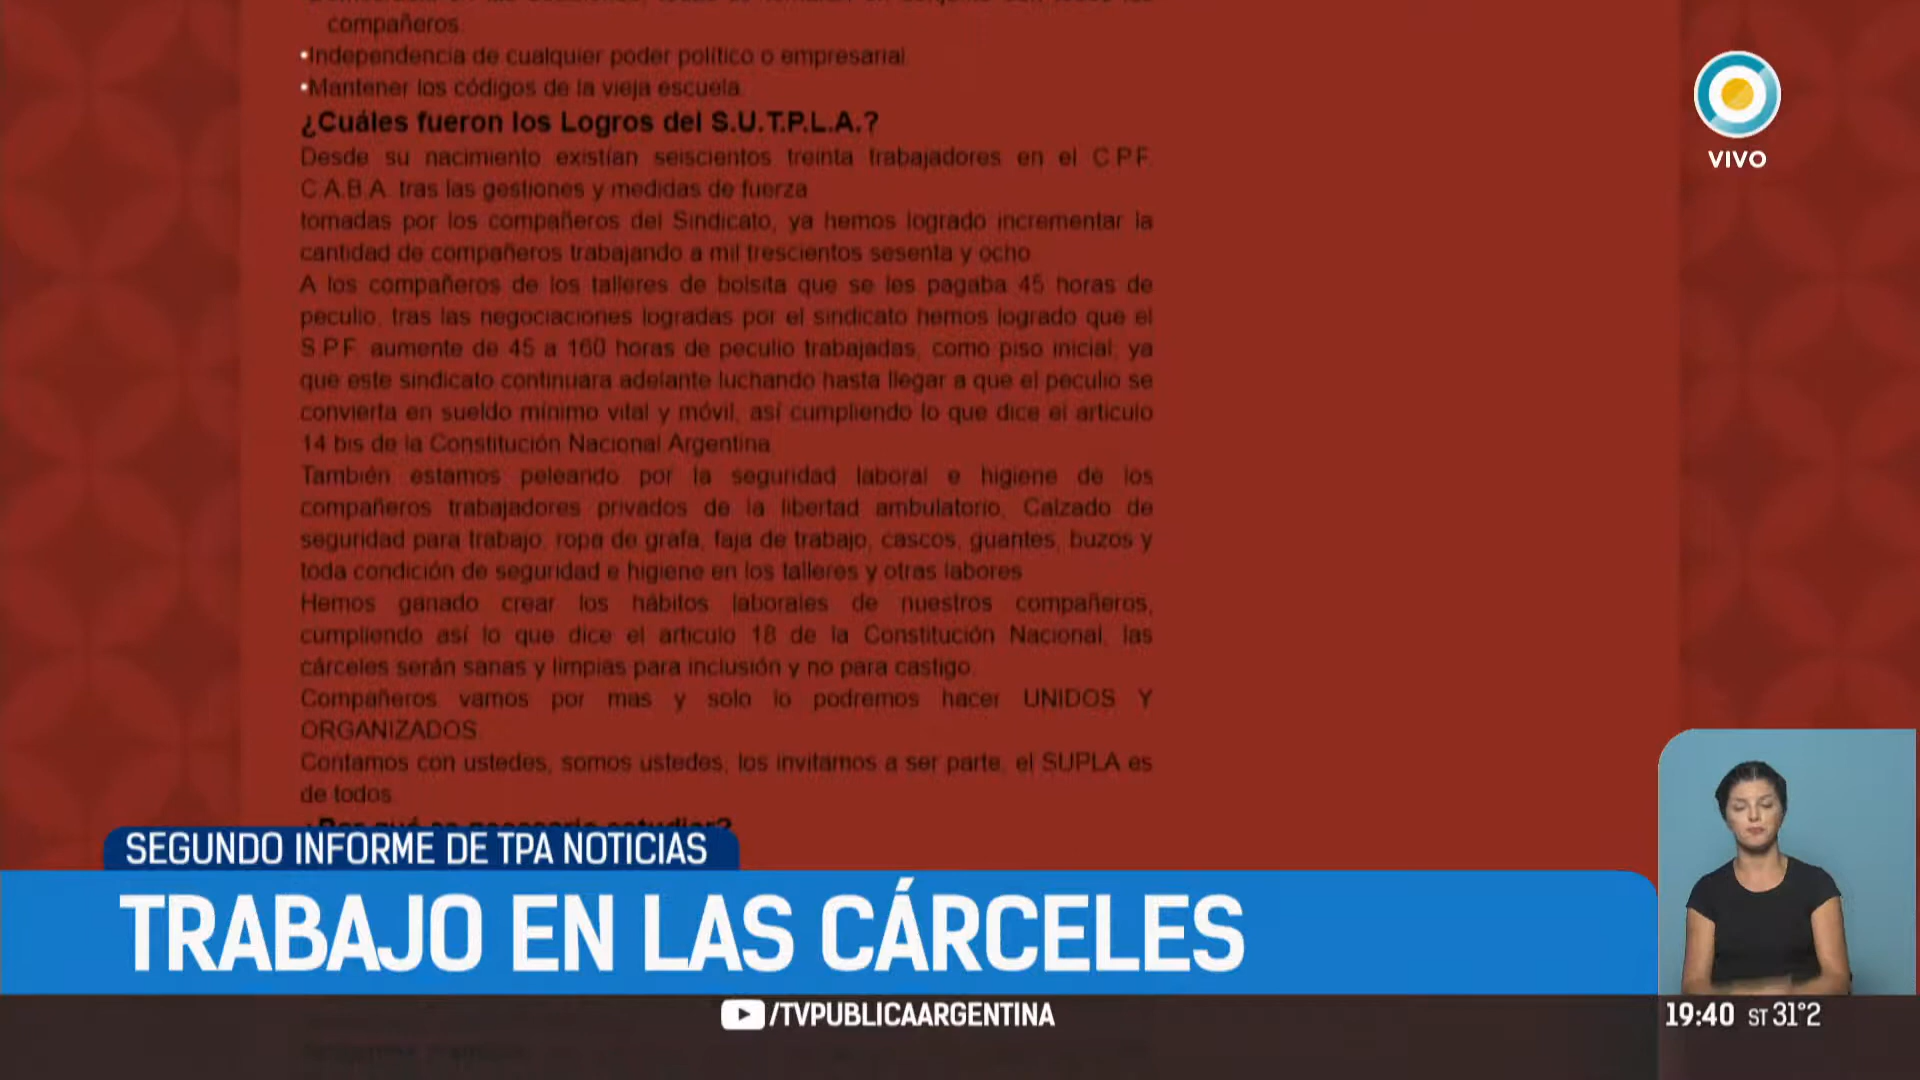 compañeros.
•Independencia de cualquier poder político o empresarial.
•Mantener los códigos de la vieja escuela.
¿Cuáles fueron los Logros del S.U.T.P.L.A.?
Desde su nacimiento existían seiscientos treinta trabajadores en el C.P.F.
C.A.B.A. tras las gestiones y medidas de fuerza
tomadas por los compañeros del Sindicato, ya hemos logrado incrementar la
cantidad de compañeros trabajando a mil trescientos sesenta y ocho.
A los compañeros de los talleres de bolsita que se les pagaba 45 horas de
peculio, tras las negociaciones logradas por el sindicato hemos logrado que el
S.P.F. aumente de 45 a 160 horas de peculio trabajadas, como piso inicial, ya
que este sindicato continuara adelante luchando hasta llegar a que el peculio se
convierta en sueldo mínimo vital y móvil, así cumpliendo lo que dice el artículo
14 bis de la Constitución Nacional Argentina.
También estamos peleando por la seguridad laboral e higiene de los
compañeros trabajadores privados de la libertad ambulatorio, Calzado de
seguridad para trabajo, ropa de grafa, faja de trabajo, cascos, guantes, buzos y
toda condición de seguridad e higiene en los talleres y otras labores
Hemos ganado crear los hábitos laborales de nuestros compañeros,
cumpliendo así lo que dice el articulo 18 de la Constitución Nacional, las
cárceles serán sanas y limpias para inclusión y no para castigo.
Compañeros vamos por mas y solo lo podremos hacer UNIDOS Y
ORGANIZADOS.
Contamos con ustedes, somos ustedes, los invitamos a ser parte, el SUPLA es
de todos.
¿Por qué es necesario estudiar?
VIVO
SEGUNDO INFORME DE TPA NOTICIAS
TRABAJO EN LAS CÁRCELES
/TVPUBLICAARGENTINA
19:40 ST 31°2